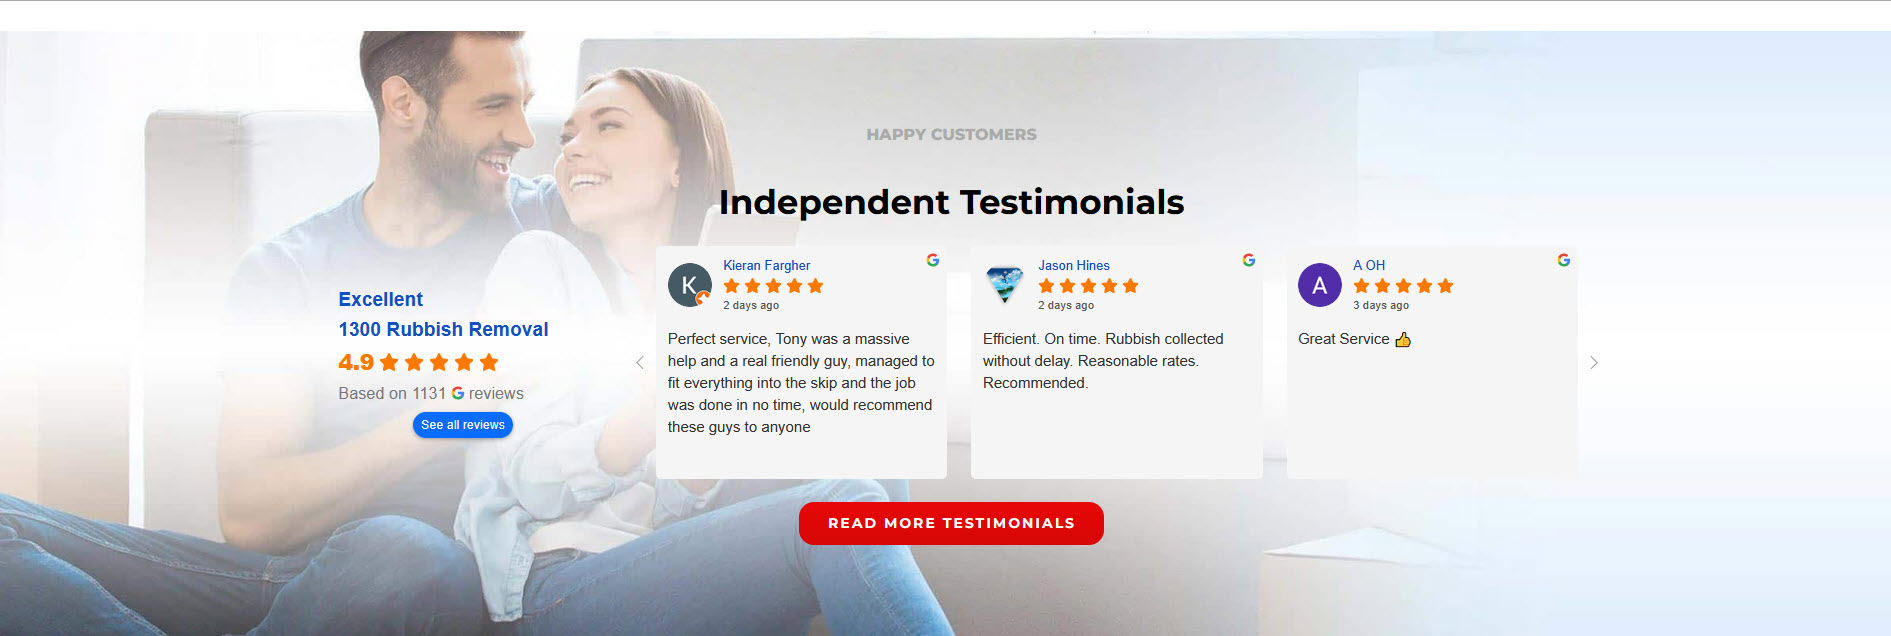 HAPPY CUSTOMERS
Independent Testimonials
Excellent
1300 Rubbish Removal
4.9
Based on 1131 G reviews
See all reviews
K
Kieran Fargher
2 days ago
Perfect service, Tony was a massive
help and a real friendly guy, managed to
fit everything into the skip and the job
was done in no time, would recommend
these guys to anyone
Jason Hines
2 days ago
Efficient. On time. Rubbish collected
without delay. Reasonable rates.
Recommended.
A
A OH
3 days ago
Great Service 👍
READ MORE TESTIMONIALS